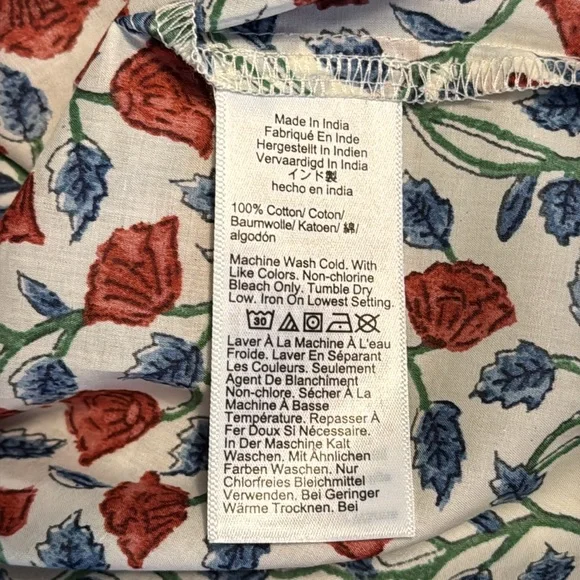 Made In India
Fabriqué En Inde
Hergestellt In Indien
Vervaardigd In India
インド製
hecho en india
100% Cotton/ Coton/
Baumwolle/ Katoen/ 綿/
algodón
Machine Wash Cold. With
Like Colors. Non-chlorine
Bleach Only. Tumble Dry
Low. Iron On Lowest Setting.
30
Laver À La Machine À L'eau
Froide. Laver En Séparant
Les Couleurs. Seulement
Agent De Blanchiment
Non-chlore. Sécher À La
Machine À Basse
Température. Repasser À
Fer Doux Si Nécessaire.
In Der Maschine Kalt
Waschen. Mit Ähnlichen
Farben Waschen. Nur
Chlorfreies Bleichmittel
Verwenden. Bei Geringer
Wärme Trocknen. Bei